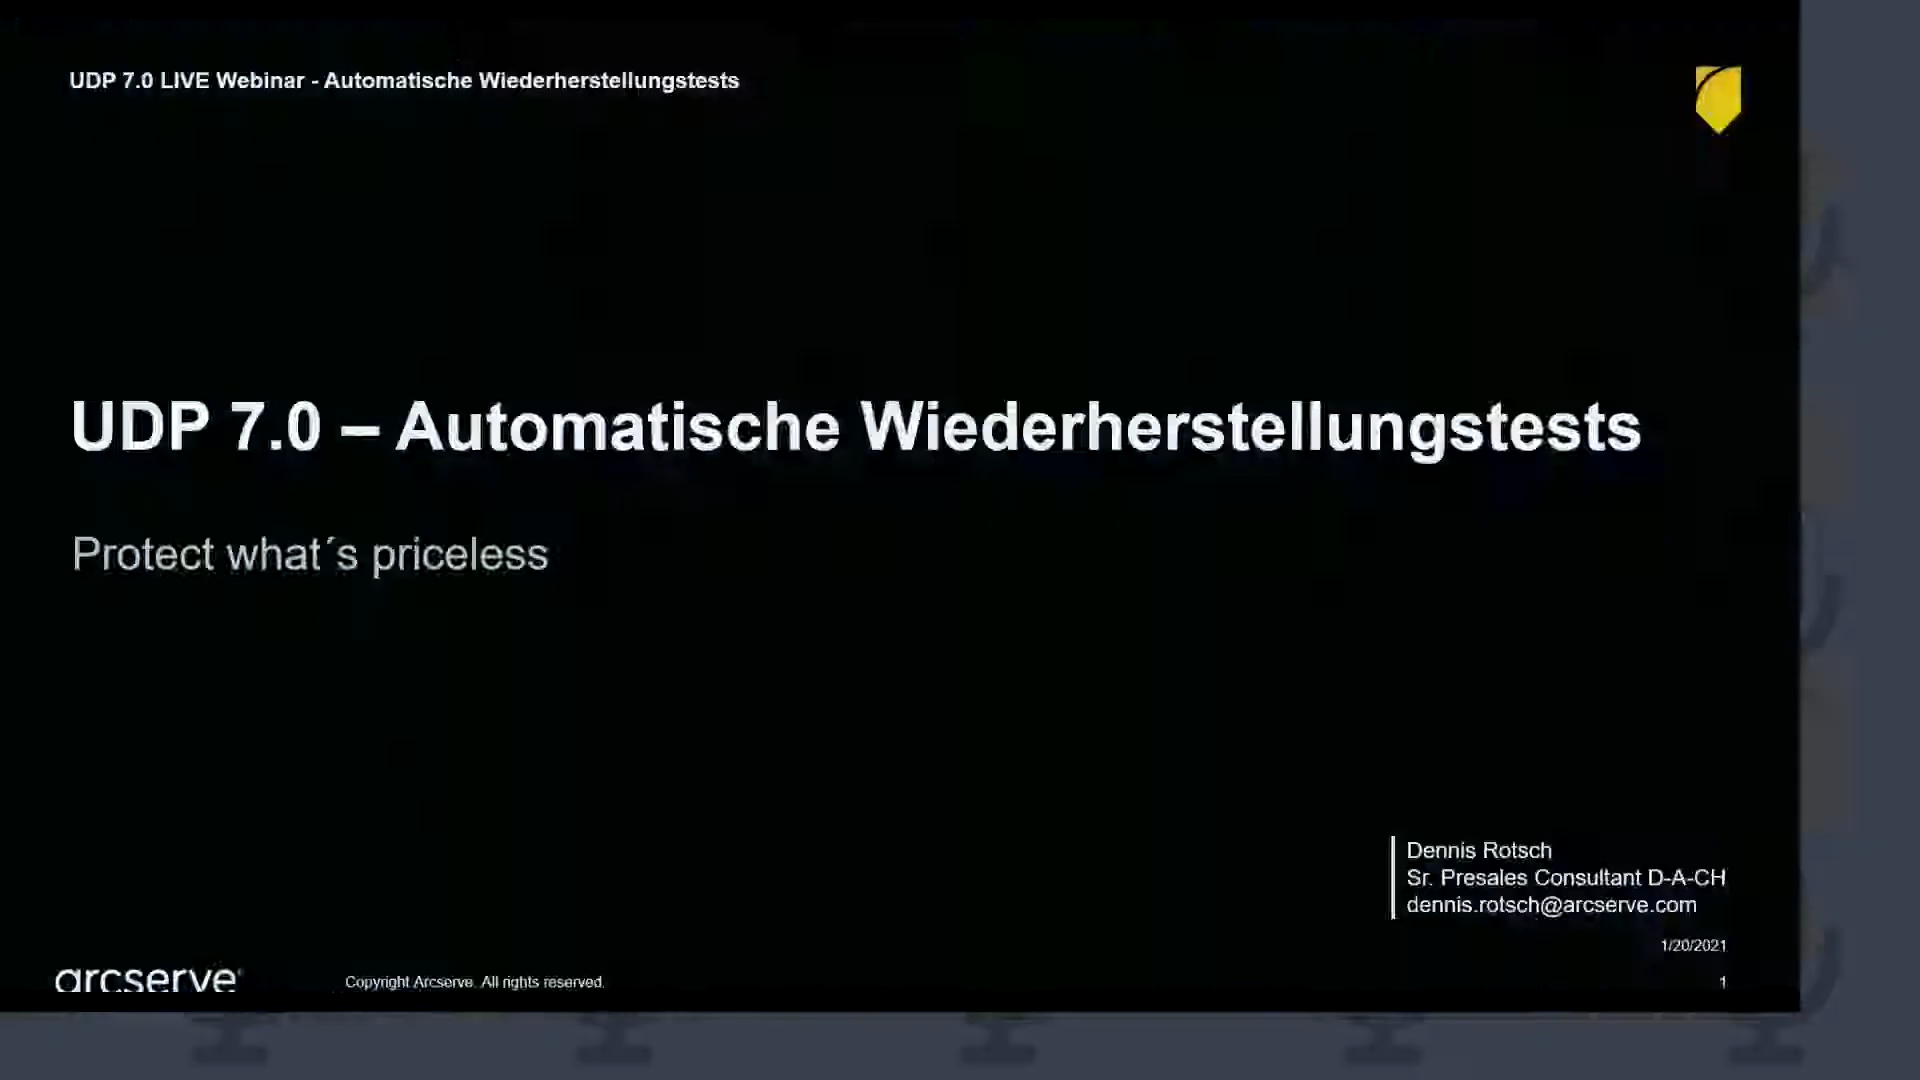 UDP 7.0 LIVE Webinar - Automatische Wiederherstellungstests
UDP 7.0 – Automatische Wiederherstellungstests
Protect what´s priceless
Dennis Rotsch
Sr. Presales Consultant D-A-CH
dennis.rotsch@arcserve.com
1/20/2021
arcserve®
Copyright Arcserve. All rights reserved.
1